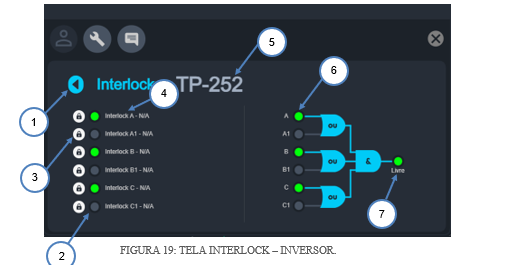 5
Interlock TP-252
4
6
1
Interlock A - N/A
Interlock A1 - N/A
Interlock B - N/A
Interlock B1 - N/A
Interlock C - N/A
Interlock C1 - N/A
3
2
A
A1
B
B1
C
C1
ou
ou
ou
&
Livre
7
FIGURA 19: TELA INTERLOCK – INVERSOR.